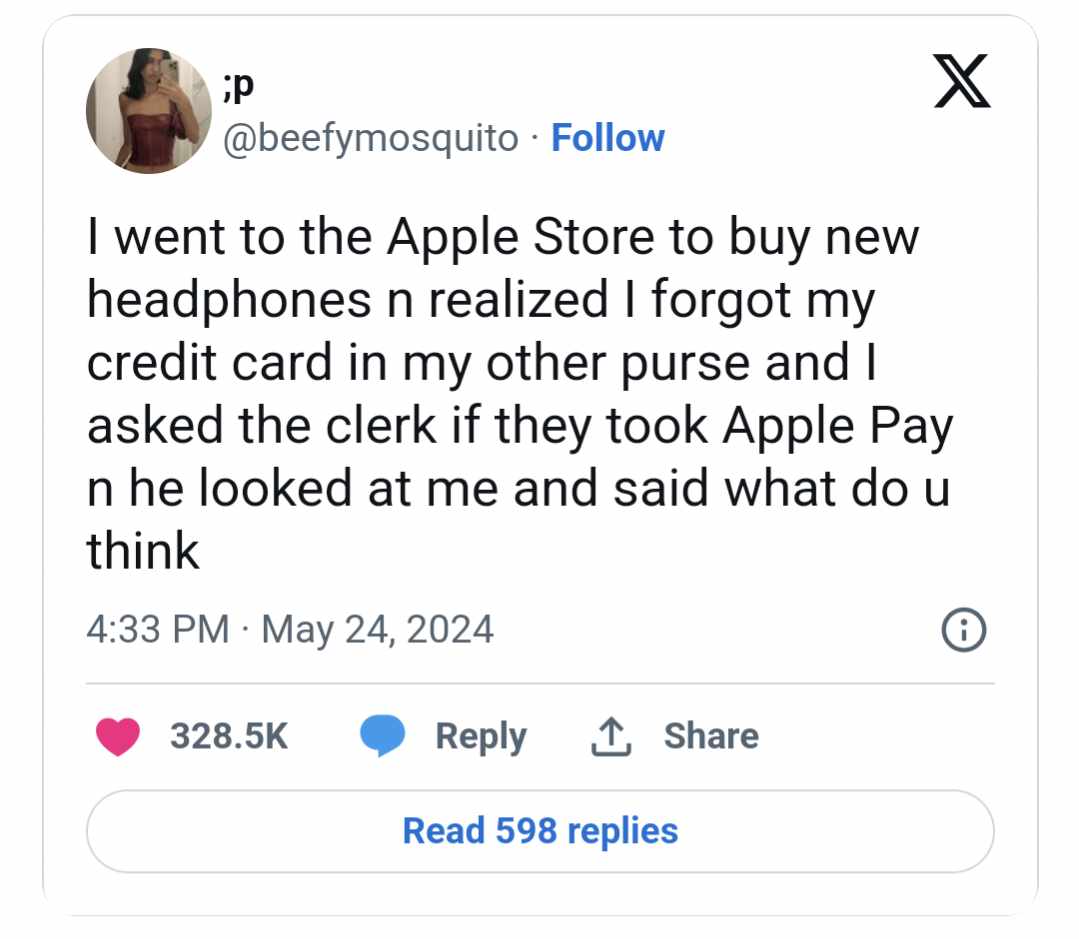 ;p
@beefymosquito · Follow
I went to the Apple Store to buy new
headphones n realized I forgot my
credit card in my other purse and I
asked the clerk if they took Apple Pay
n he looked at me and said what do u
think
4:33 PM · May 24, 2024
328.5K Reply Share
Read 598 replies